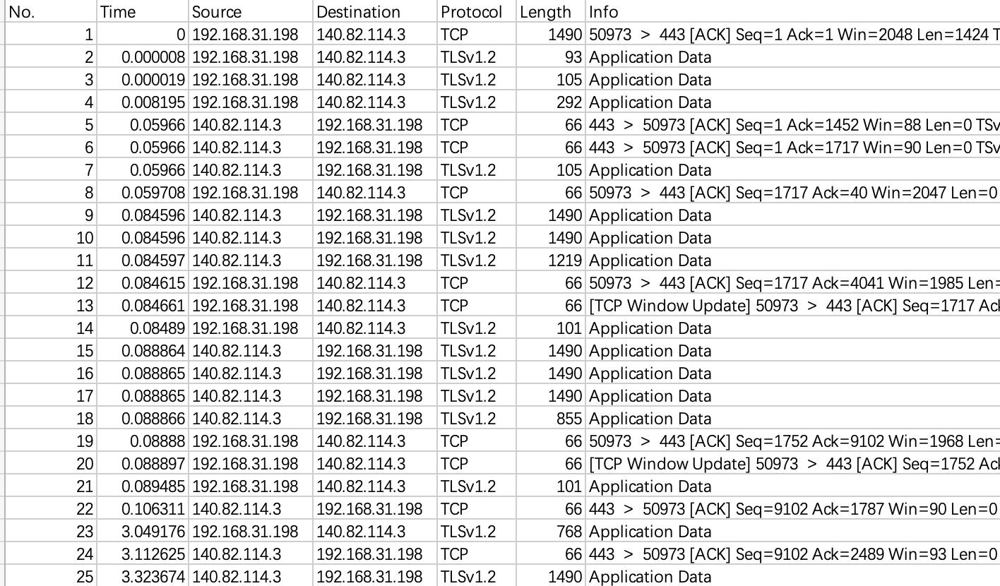 No. Time Source Destination Protocol Length Info
1 0 192.168.31.198 140.82.114.3 TCP 1490 50973 > 443 [ACK] Seq=1 Ack=1 Win=2048 Len=1424 T
2 0.000008 192.168.31.198 140.82.114.3 TLSv1.2 93 Application Data
3 0.000019 192.168.31.198 140.82.114.3 TLSv1.2 105 Application Data
4 0.008195 192.168.31.198 140.82.114.3 TLSv1.2 292 Application Data
5 0.05966 140.82.114.3 192.168.31.198 TCP 66 443 > 50973 [ACK] Seq=1 Ack=1452 Win=88 Len=0 TSv
6 0.05966 140.82.114.3 192.168.31.198 TCP 66 443 > 50973 [ACK] Seq=1 Ack=1717 Win=90 Len=0 TSv
7 0.05966 140.82.114.3 192.168.31.198 TLSv1.2 105 Application Data
8 0.059708 192.168.31.198 140.82.114.3 TCP 66 50973 > 443 [ACK] Seq=1717 Ack=40 Win=2047 Len=0
9 0.084596 140.82.114.3 192.168.31.198 TLSv1.2 1490 Application Data
10 0.084596 140.82.114.3 192.168.31.198 TLSv1.2 1490 Application Data
11 0.084597 140.82.114.3 192.168.31.198 TLSv1.2 1219 Application Data
12 0.084615 192.168.31.198 140.82.114.3 TCP 66 50973 > 443 [ACK] Seq=1717 Ack=4041 Win=1985 Len=
13 0.084661 192.168.31.198 140.82.114.3 TCP 66 [TCP Window Update] 50973 > 443 [ACK] Seq=1717 Ack
14 0.08489 192.168.31.198 140.82.114.3 TLSv1.2 101 Application Data
15 0.088864 140.82.114.3 192.168.31.198 TLSv1.2 1490 Application Data
16 0.088865 140.82.114.3 192.168.31.198 TLSv1.2 1490 Application Data
17 0.088865 140.82.114.3 192.168.31.198 TLSv1.2 1490 Application Data
18 0.088866 140.82.114.3 192.168.31.198 TLSv1.2 855 Application Data
19 0.08888 192.168.31.198 140.82.114.3 TCP 66 50973 > 443 [ACK] Seq=1752 Ack=9102 Win=1968 Len=
20 0.088897 192.168.31.198 140.82.114.3 TCP 66 [TCP Window Update] 50973 > 443 [ACK] Seq=1752 Ack
21 0.089485 192.168.31.198 140.82.114.3 TLSv1.2 101 Application Data
22 0.106311 140.82.114.3 192.168.31.198 TCP 66 443 > 50973 [ACK] Seq=9102 Ack=1787 Win=90 Len=0
23 3.049176 192.168.31.198 140.82.114.3 TLSv1.2 768 Application Data
24 3.112625 140.82.114.3 192.168.31.198 TCP 66 443 > 50973 [ACK] Seq=9102 Ack=2489 Win=93 Len=0
25 3.323674 140.82.114.3 192.168.31.198 TLSv1.2 1490 Application Data